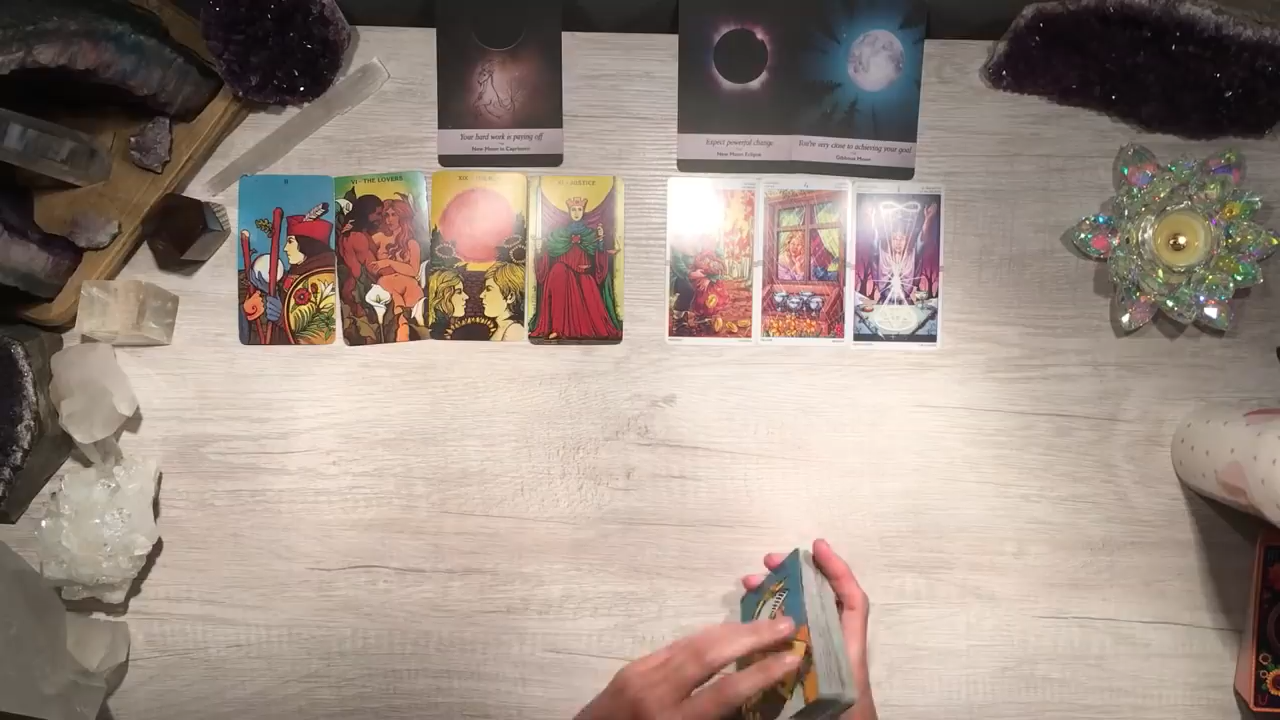 Your hard work is paying off
New Moon in Capricorn
Expect powerful change
New Moon Eclipse
You're very close to achieving your goal
Gibbous Moon
II
VI - THE LOVERS
XIX
JUSTICE